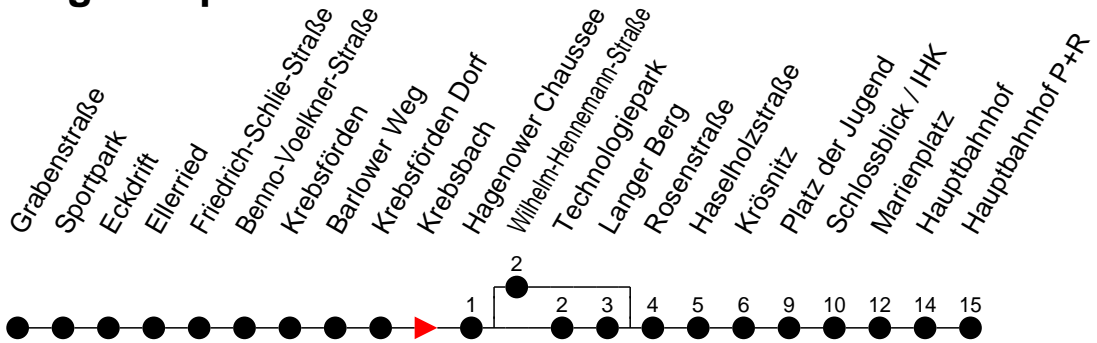 Grabenstraße
Sportpark
Eckdrift
Ellerried
Friedrich-Schlie-Straße
Benno-Voelkner-Straße
Krebsförden
Barlower Weg
Krebsförden Dorf
Krebsbach
Hagenower Chaussee
Wilhelm-Hennemann-Straße
Technologiepark
Langer Berg
Rosenstraße
Haselholzstraße
Krösnitz
Platz der Jugend
Schlossblick / IHK
Marienplatz
Hauptbahnhof
Hauptbahnhof P+R
2
1 2 3 4 5 6 9 10 12 14 15